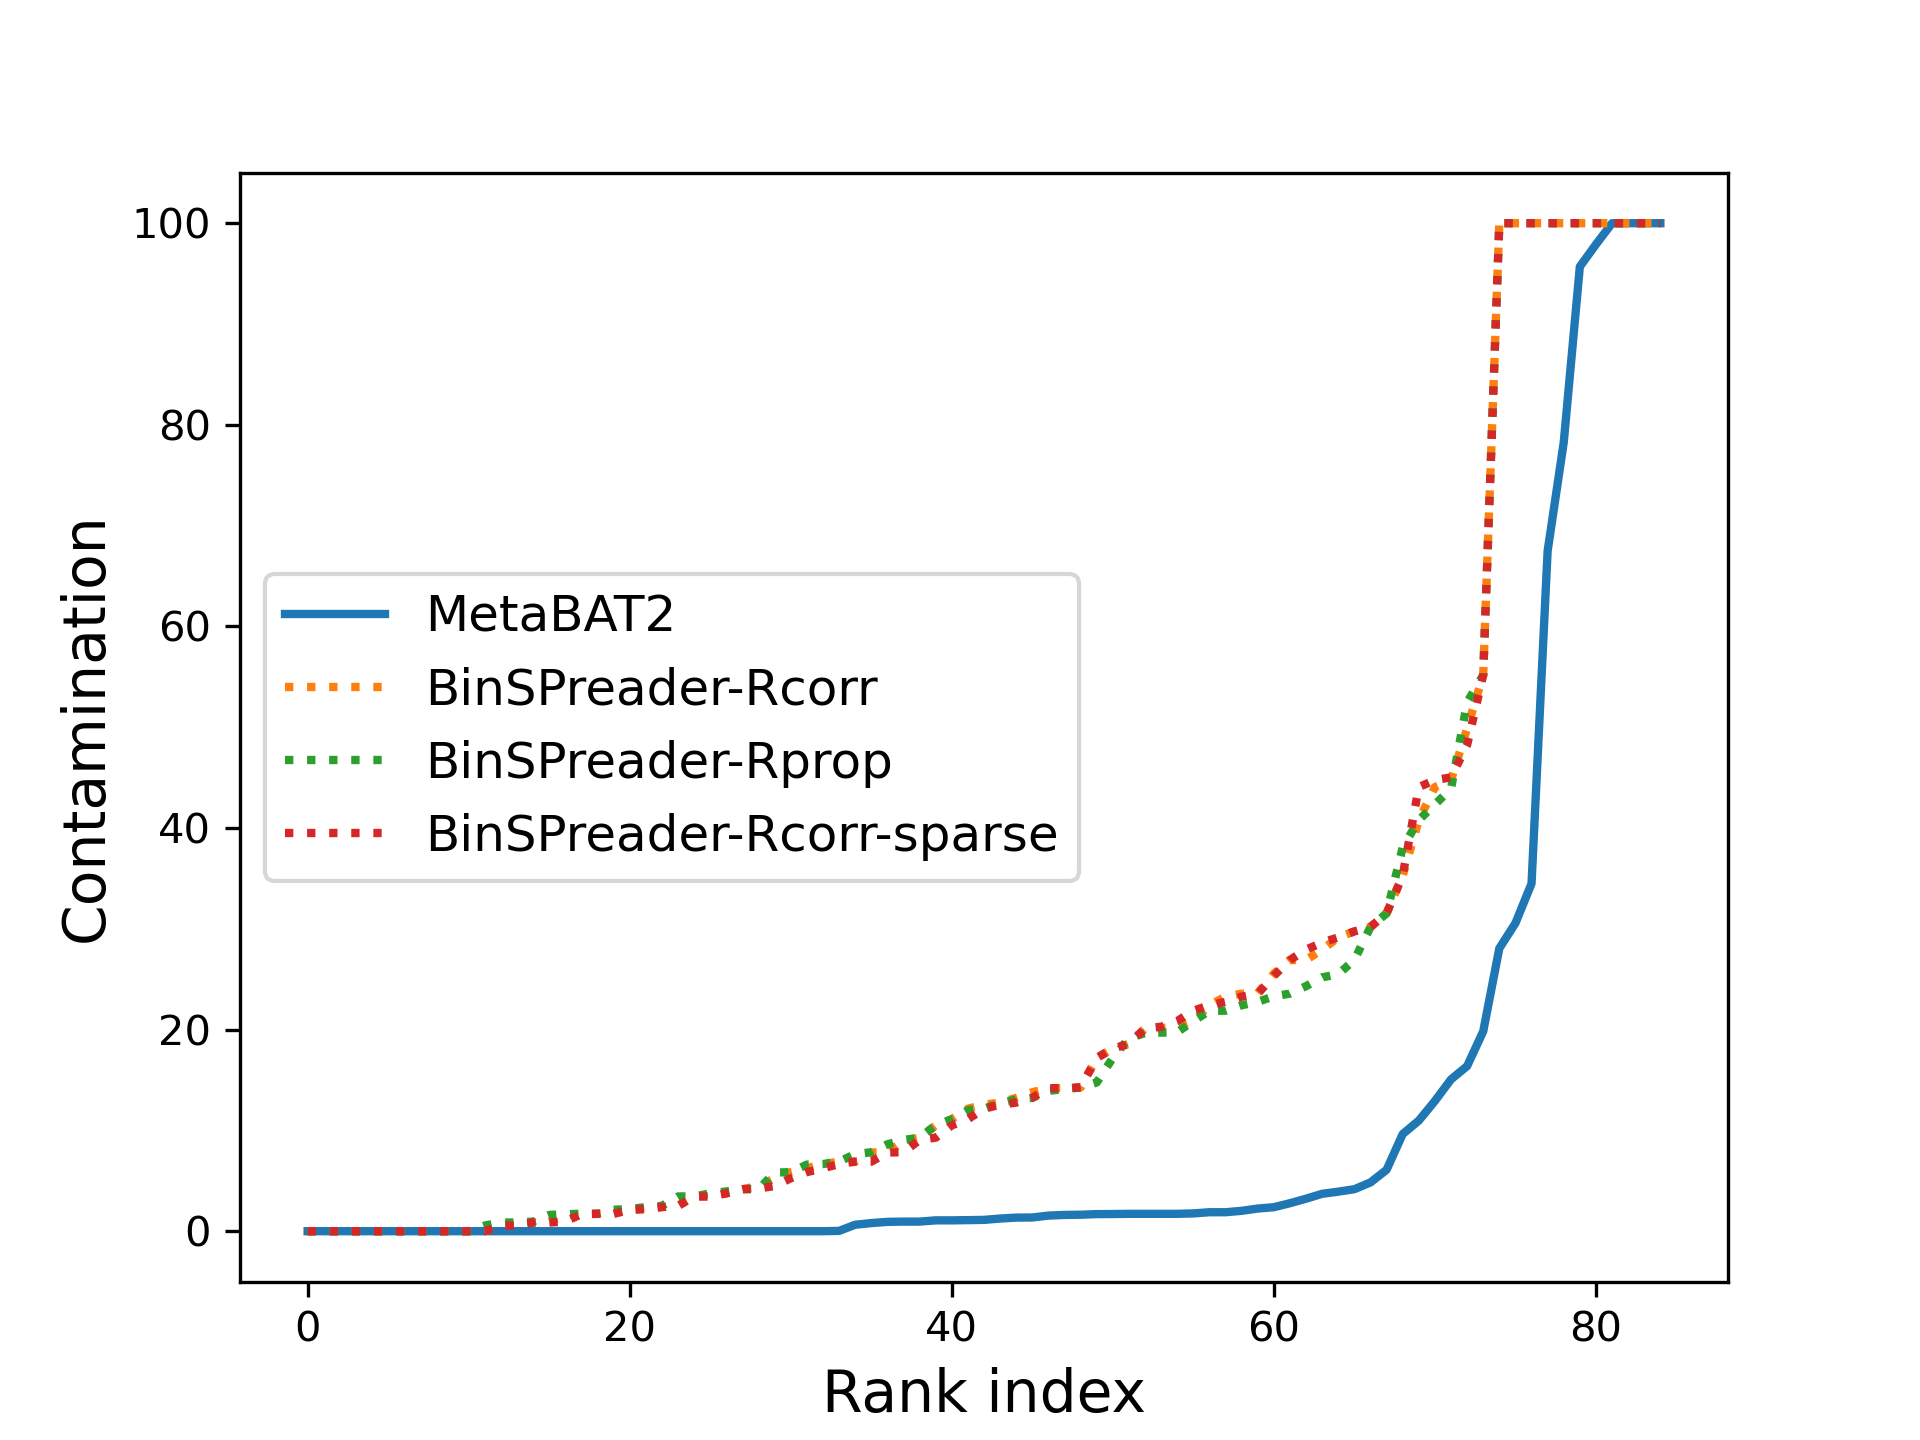 100
80
60
40
20
0
Contamination
MetaBAT2
BinSPreader-Rcorr
BinSPreader-Rprop
BinSPreader-Rcorr-sparse
0 20 40 60 80
Rank index